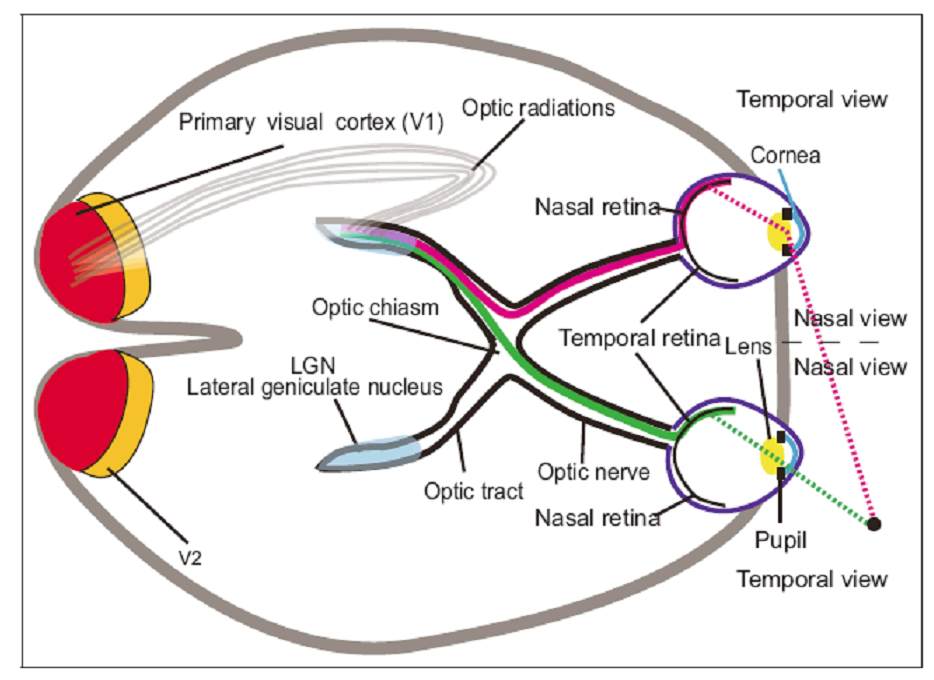 Temporal view
Optic radiations
Primary visual cortex (V1)
Cornea
Nasal retina
Optic chiasm
Nasal view
Temporal retina
Lens
Nasal view
LGN
Lateral geniculate nucleus
Optic nerve
Optic tract
Nasal retina
Pupil
V2
Temporal view